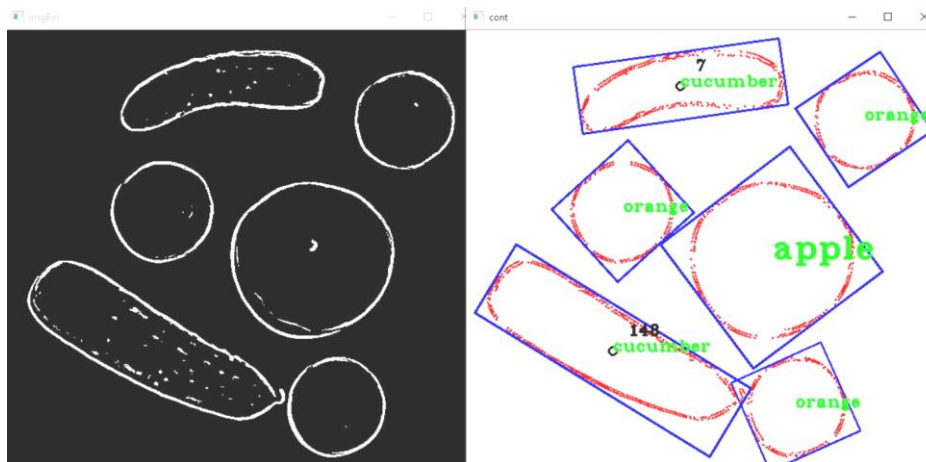 imgBin
cont
7
cucumber
orange
orange
apple
148
cucumber
orange